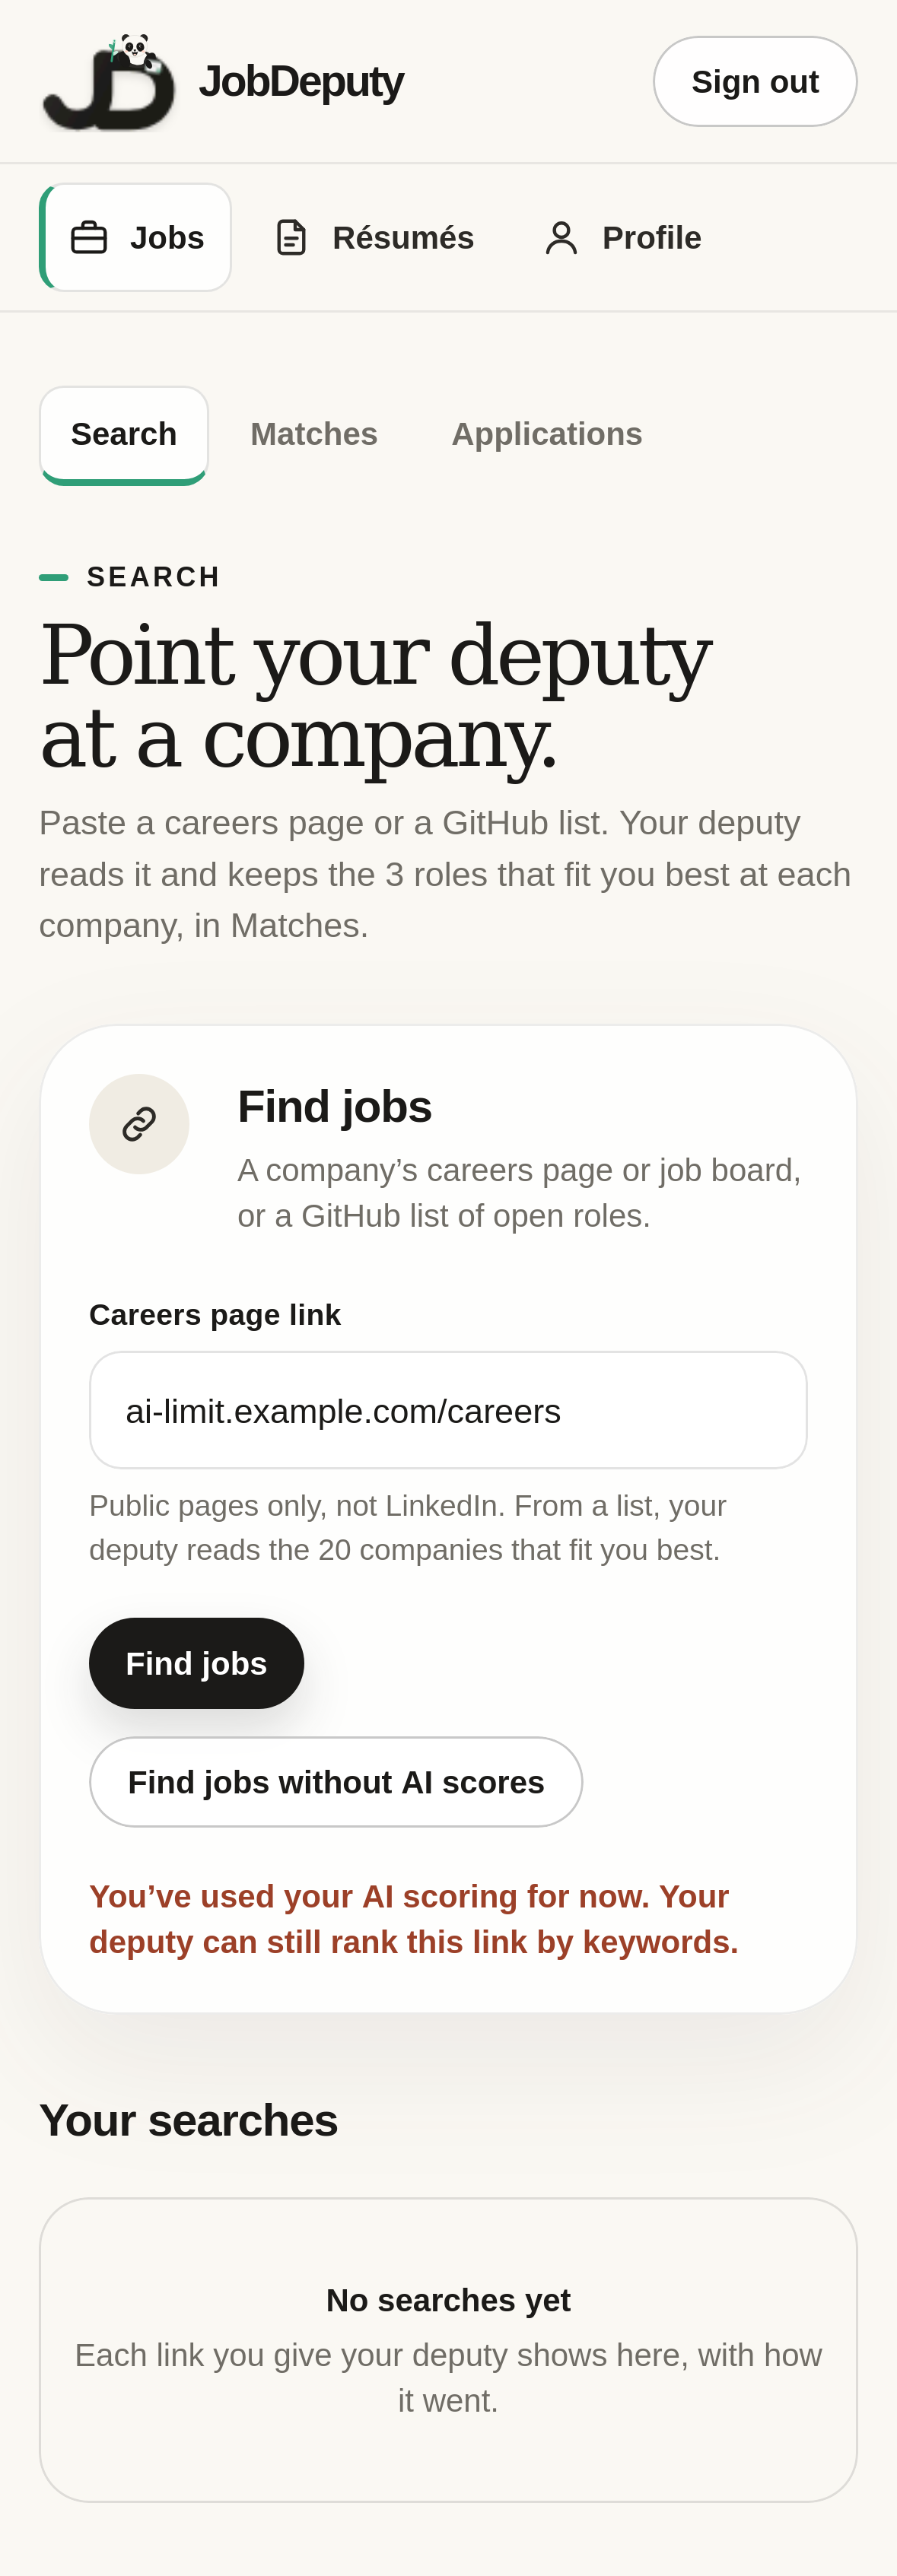 JD JobDeputy
Sign out
Jobs
Résumés
Profile
Search
Matches
Applications
SEARCH
Point your deputy
at a company.
Paste a careers page or a GitHub list. Your deputy
reads it and keeps the 3 roles that fit you best at each
company, in Matches.
Find jobs
A company’s careers page or job board,
or a GitHub list of open roles.
Careers page link
ai-limit.example.com/careers
Public pages only, not LinkedIn. From a list, your
deputy reads the 20 companies that fit you best.
Find jobs
Find jobs without AI scores
You’ve used your AI scoring for now. Your
deputy can still rank this link by keywords.
Your searches
No searches yet
Each link you give your deputy shows here, with how
it went.